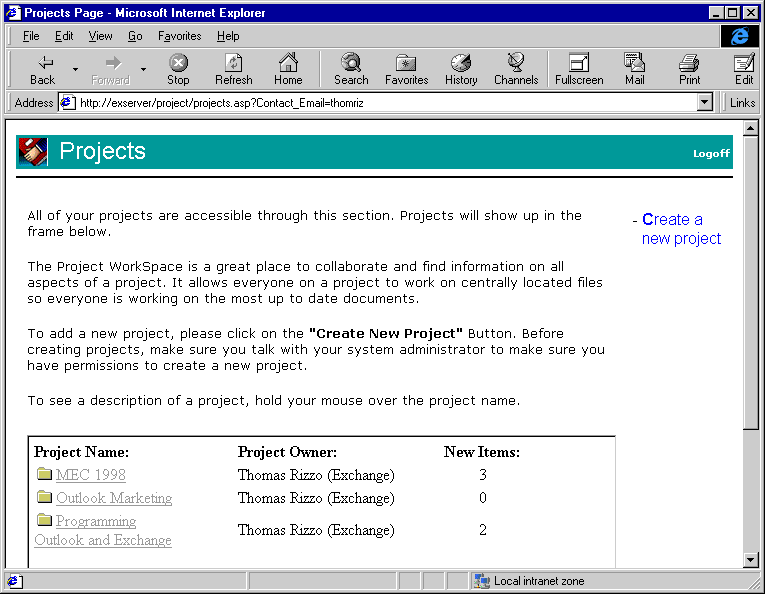 Projects Page - Microsoft Internet Explorer
File Edit View Go Favorites Help
Back Forward Stop Refresh Home Search Favorites History Channels Fullscreen Mail Print Edit
Address http://exserver/project/projects.asp?Contact_Email=thomriz Links
Projects Logoff
All of your projects are accessible through this section. Projects will show up in the
frame below.
- Create a
new project
The Project WorkSpace is a great place to collaborate and find information on all
aspects of a project. It allows everyone on a project to work on centrally located files
so everyone is working on the most up to date documents.
To add a new project, please click on the "Create New Project" Button. Before
creating projects, make sure you talk with your system administrator to make sure you
have permissions to create a new project.
To see a description of a project, hold your mouse over the project name.
Project Name: Project Owner: New Items:
MEC 1998 Thomas Rizzo (Exchange) 3
Outlook Marketing Thomas Rizzo (Exchange) 0
Programming
Outlook and Exchange Thomas Rizzo (Exchange) 2
Local intranet zone